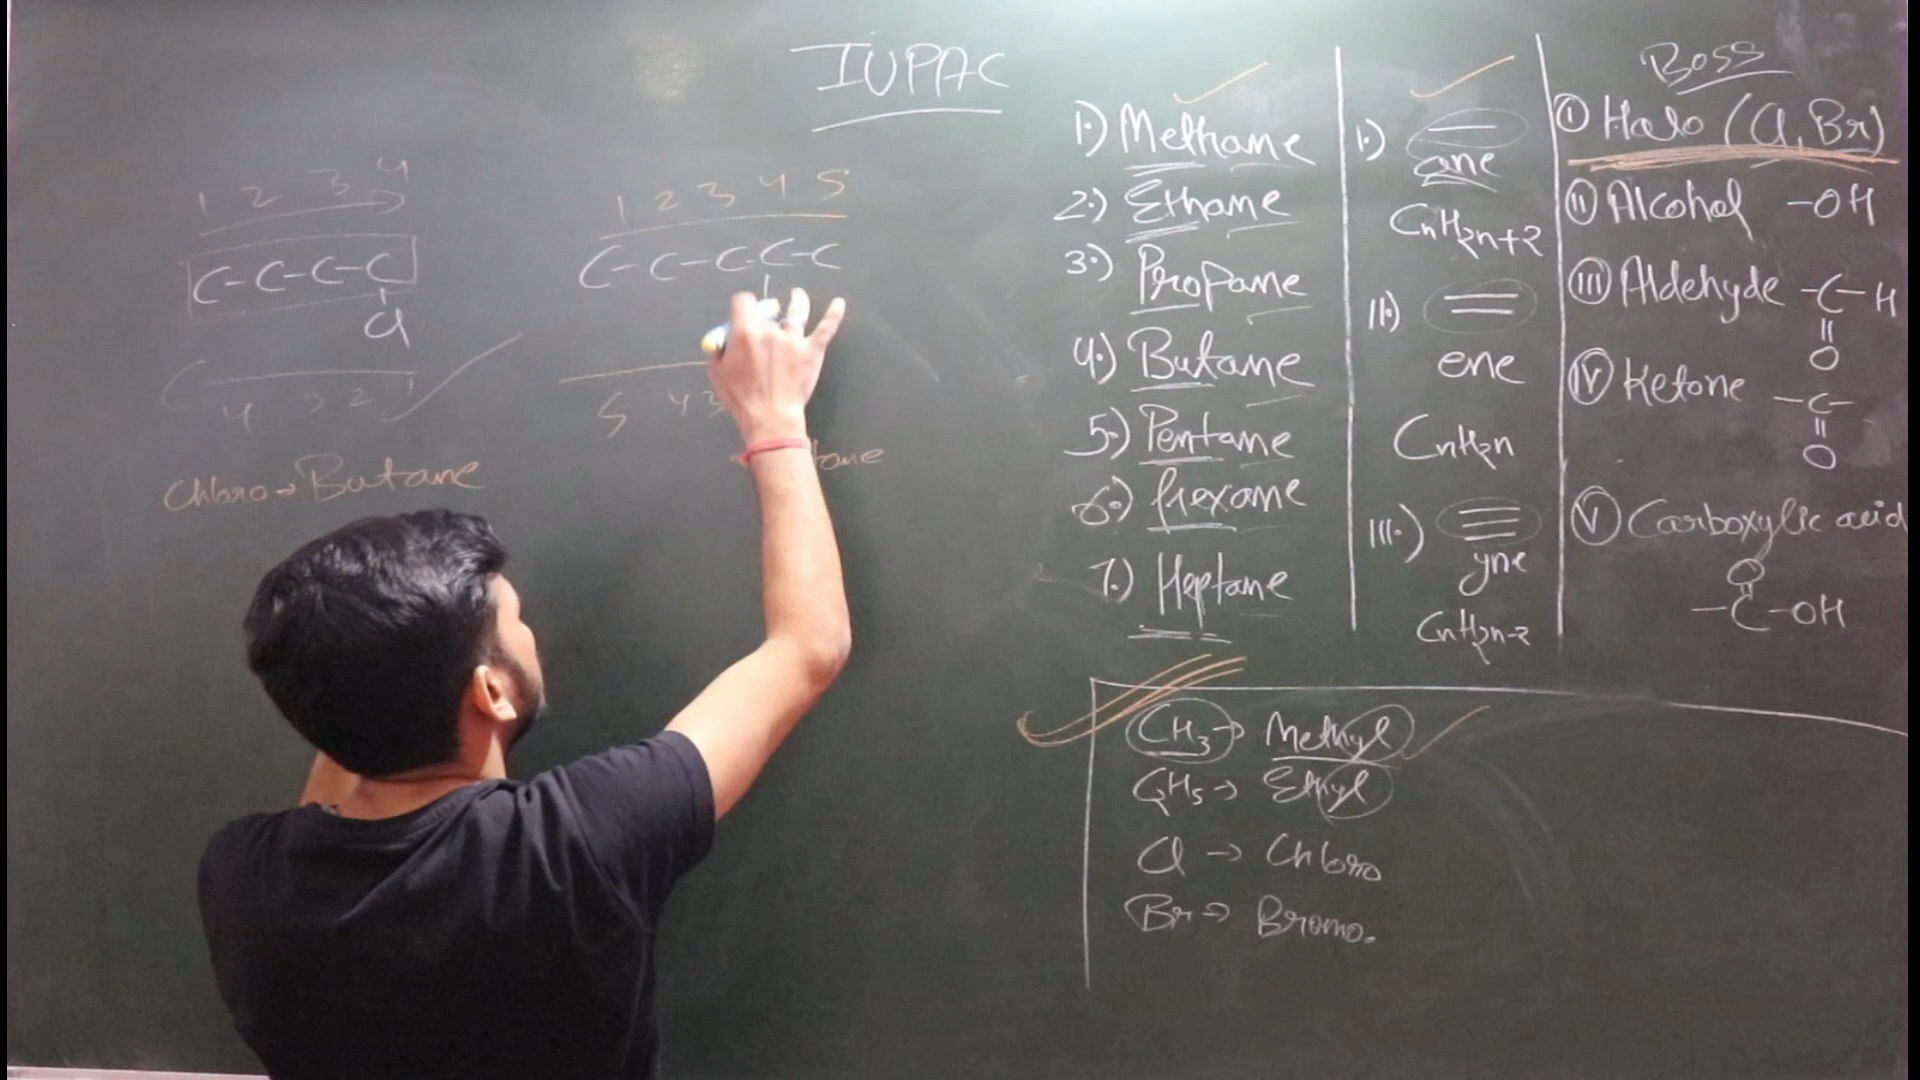 IUPAC
1 2 3 4
C-C-C-C
Cl
4 3 2
Chloro → Butane
1 2 3 4 5
C-C-C-C-C
5 4 3
tane
1.) Methane
2.) Ethane
3.) Propane
4.) Butane
5.) Pentane
6.) Hexane
7.) Heptane
I.) —
ane
CnH2n+2
II.) =
ene
CnH2n
III.) ≡
yne
CnH2n-2
Boss
(i) Halo (Cl, Br)
(ii) Alcohol -OH
(iii) Aldehyde -C-H
||
O
(iv) Ketone -C-
||
O
(v) Carboxylic acid
O
||
-C-OH
CH3 → Methyl
C2H5 → Ethyl
Cl → Chloro
Br → Bromo.